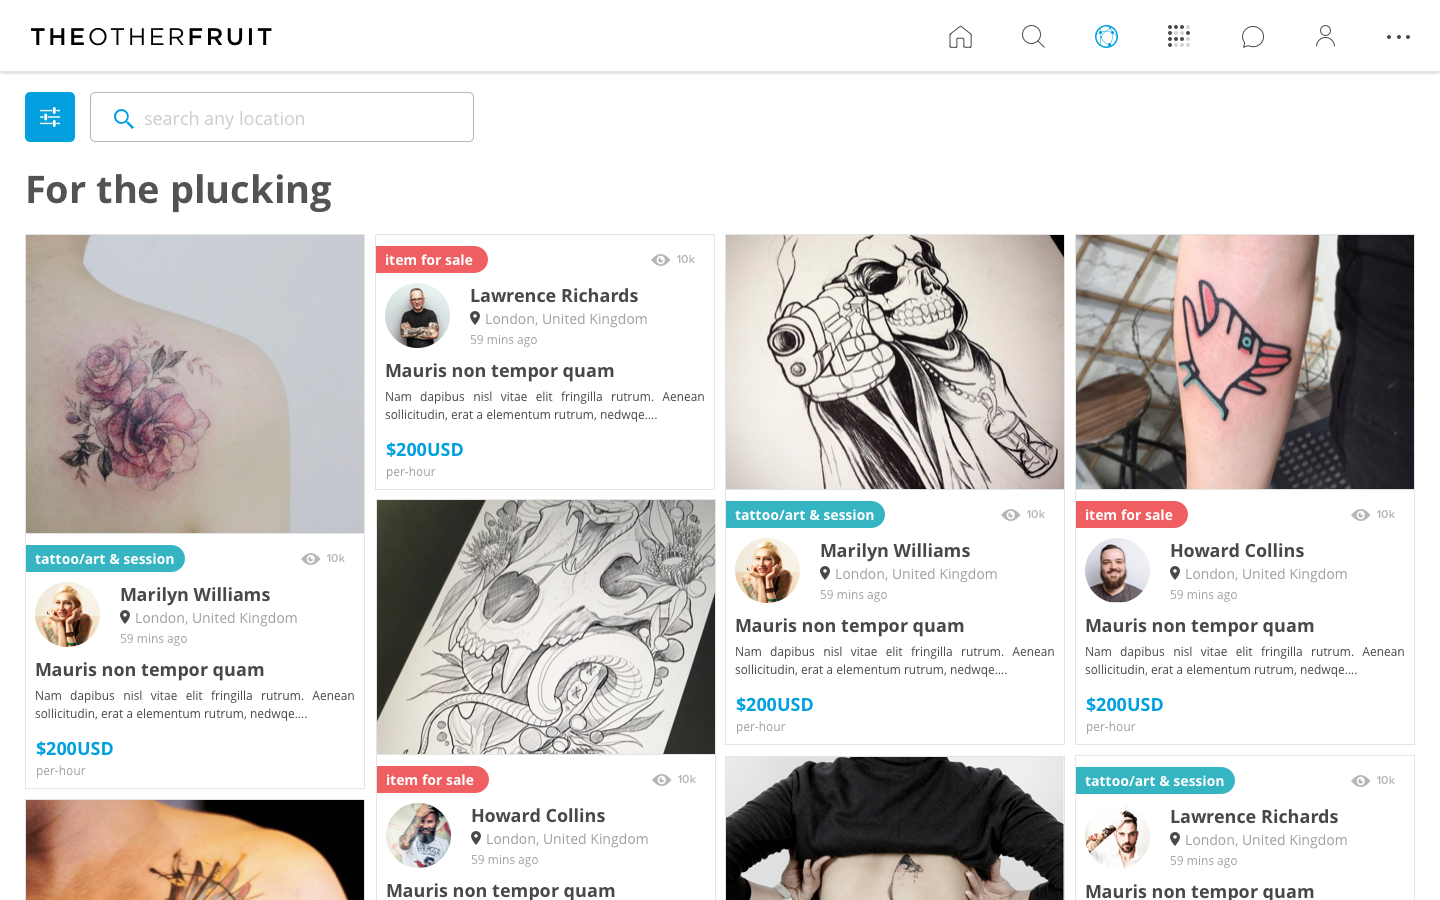 THEOTHERFRUIT
search any location
For the plucking
tattoo/art & session
10k
Marilyn Williams
London, United Kingdom
59 mins ago
Mauris non tempor quam
Nam dapibus nisl vitae elit fringilla rutrum. Aenean
sollicitudin, erat a elementum rutrum, nedwqe....
$200USD
per-hour
item for sale
10k
Lawrence Richards
London, United Kingdom
59 mins ago
Mauris non tempor quam
Nam dapibus nisl vitae elit fringilla rutrum. Aenean
sollicitudin, erat a elementum rutrum, nedwqe....
$200USD
per-hour
item for sale
10k
Howard Collins
London, United Kingdom
59 mins ago
Mauris non tempor quam
tattoo/art & session
10k
Marilyn Williams
London, United Kingdom
59 mins ago
Mauris non tempor quam
Nam dapibus nisl vitae elit fringilla rutrum. Aenean
sollicitudin, erat a elementum rutrum, nedwqe....
$200USD
per-hour
item for sale
10k
Howard Collins
London, United Kingdom
59 mins ago
Mauris non tempor quam
Nam dapibus nisl vitae elit fringilla rutrum. Aenean
sollicitudin, erat a elementum rutrum, nedwqe....
$200USD
per-hour
tattoo/art & session
10k
Lawrence Richards
London, United Kingdom
59 mins ago
Mauris non tempor quam